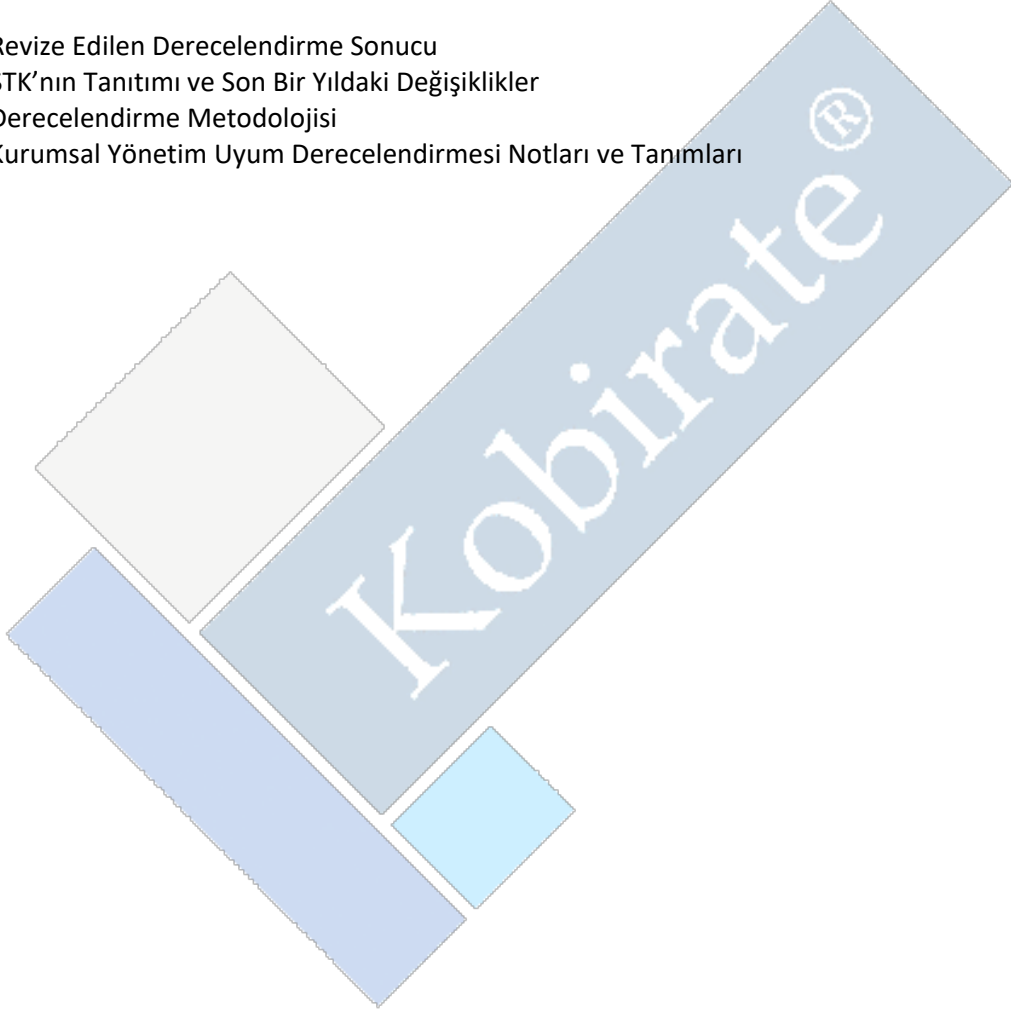 Revize Edilen Derecelendirme Sonucu
STK’nın Tanıtımı ve Son Bir Yıldaki Değişiklikler
Derecelendirme Metodolojisi
Kurumsal Yönetim Uyum Derecelendirmesi Notları ve Tanımları
Kobirate ®